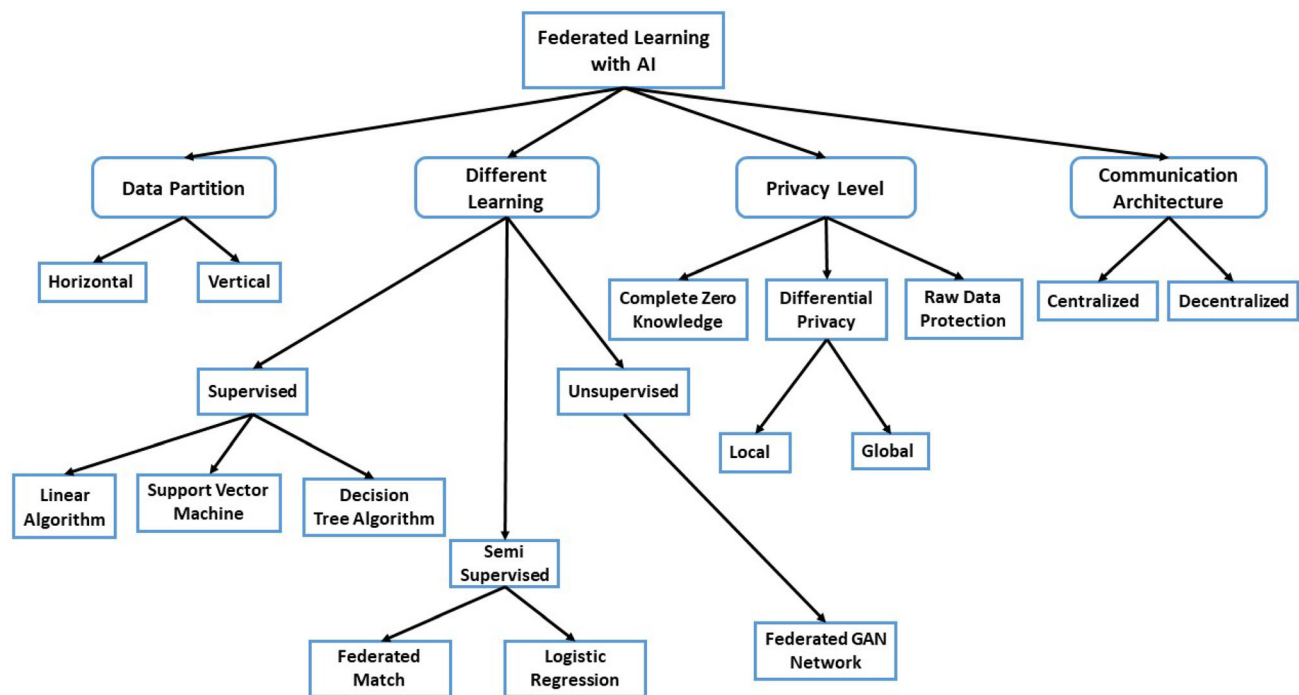 Federated Learning
with AI
Data Partition
Different
Learning
Privacy Level
Communication
Architecture
Horizontal
Vertical
Complete Zero
Knowledge
Differential
Privacy
Raw Data
Protection
Centralized
Decentralized
Supervised
Unsupervised
Local
Global
Linear
Algorithm
Support Vector
Machine
Decision
Tree Algorithm
Semi
Supervised
Federated
Match
Logistic
Regression
Federated GAN
Network